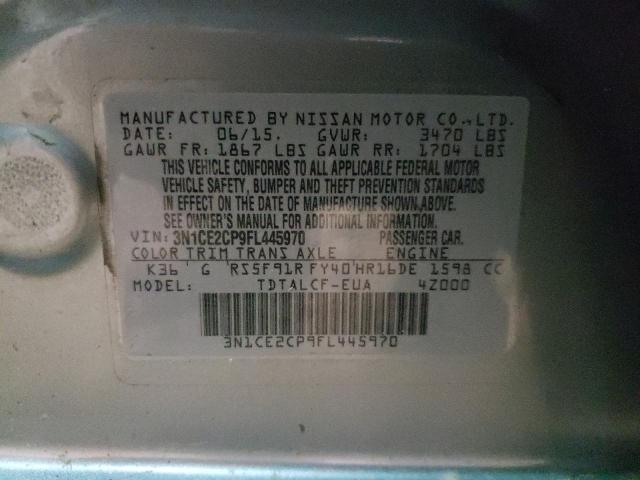 MANUFACTURED BY NISSAN MOTOR CO.,LTD.
DATE: 06/15. GVWR: 3470 LBS
GAWR FR: 1867 LBS GAWR RR: 1704 LBS
THIS VEHICLE CONFORMS TO ALL APPLICABLE FEDERAL MOTOR
VEHICLE SAFETY, BUMPER AND THEFT PREVENTION STANDARDS
IN EFFECT ON THE DATE OF MANUFACTURE SHOWN ABOVE.
SEE OWNER'S MANUAL FOR ADDITIONAL INFORMATION.
VIN: 3N1CE2CP9FL445970 PASSENGER CAR.
COLOR TRIM TRANS AXLE ENGINE
K36 G RS5F91R FY40 HR16DE 1598 CC
MODEL: TDTALCF-EUA 4Z000
3N1CE2CP9FL445970